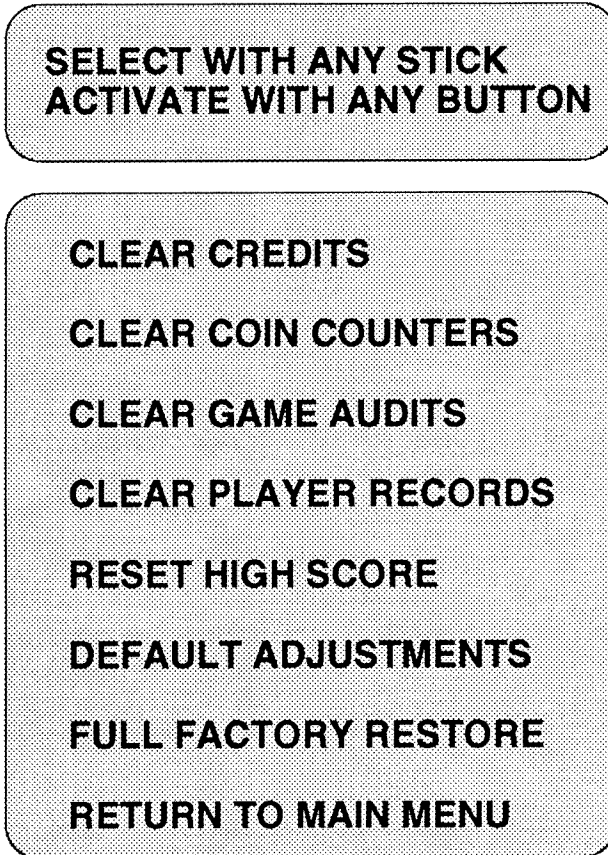 SELECT WITH ANY STICK
ACTIVATE WITH ANY BUTTON
CLEAR CREDITS
CLEAR COIN COUNTERS
CLEAR GAME AUDITS
CLEAR PLAYER RECORDS
RESET HIGH SCORE
DEFAULT ADJUSTMENTS
FULL FACTORY RESTORE
RETURN TO MAIN MENU